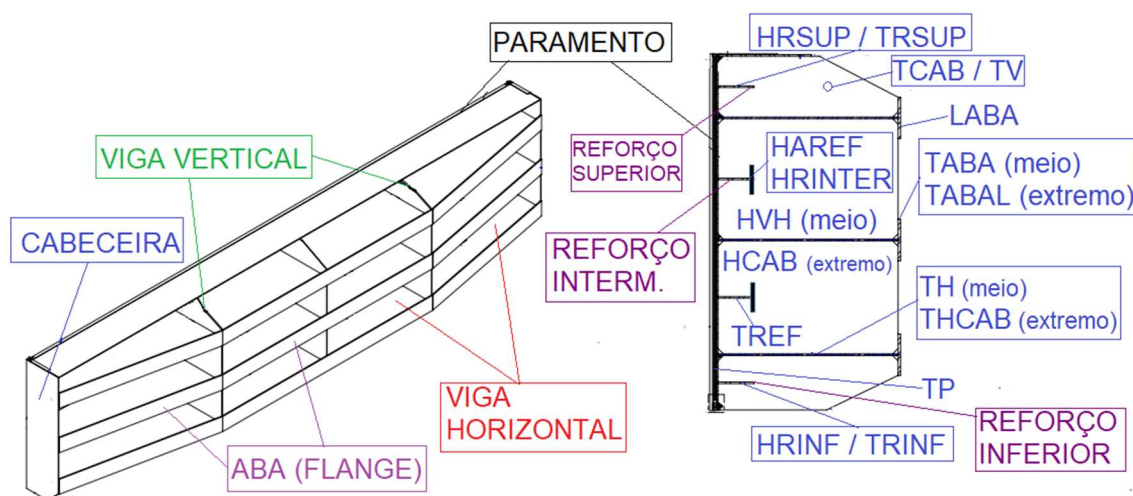 PARAMENTO
VIGA VERTICAL
CABECEIRA
ABA (FLANGE)
VIGA
HORIZONTAL
HRSUP / TRSUP
TCAB / TV
LABA
REFORÇO
SUPERIOR
HAREF
HRINTER
TABA (meio)
TABAL (extremo)
REFORÇO
INTERM.
HVH (meio)
HCAB (extremo)
TH (meio)
THCAB (extremo)
TREF
TP
HRINF / TRINF
REFORÇO
INFERIOR